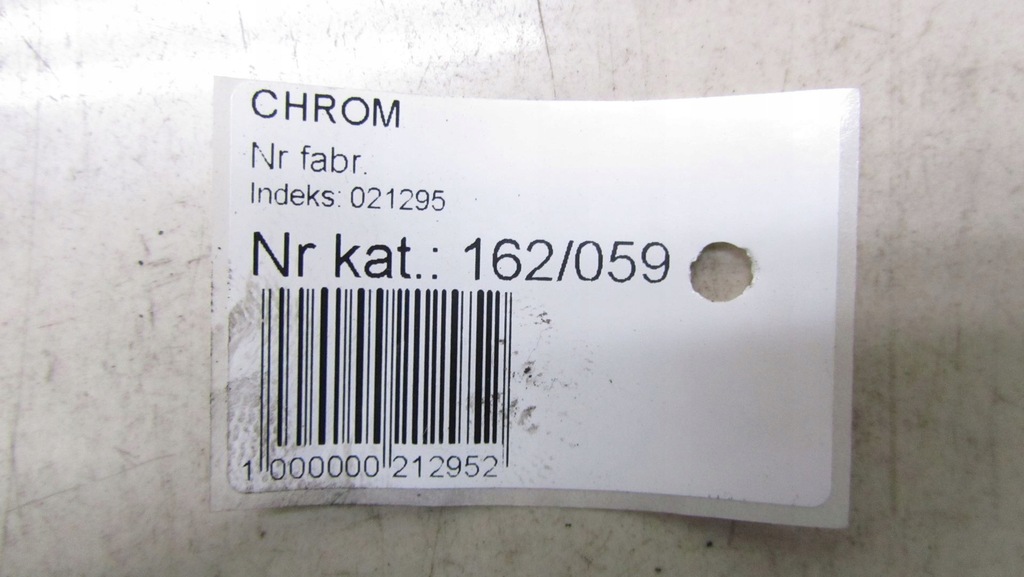 CHROM
Nr fabr.
Indeks: 021295
Nr kat.: 162/059
1 000000 212952